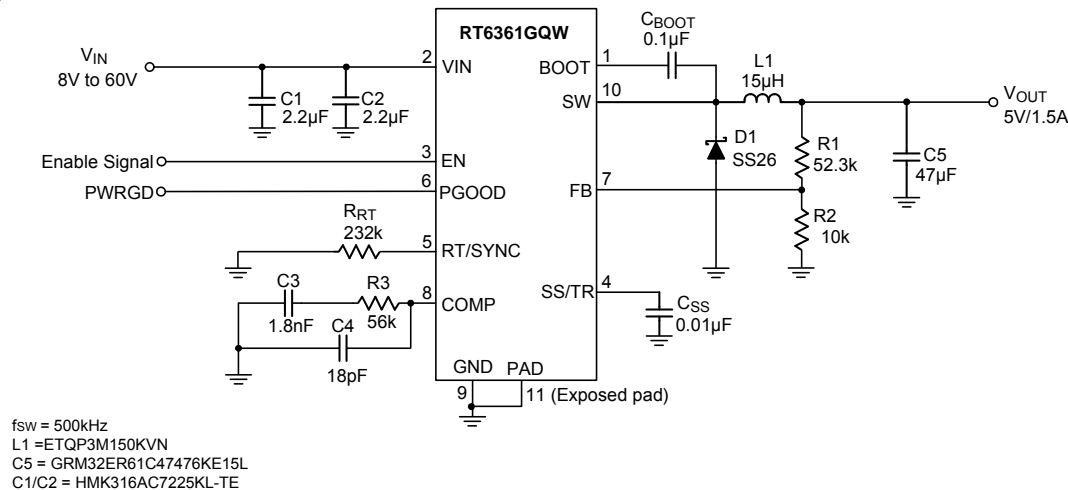 RT6361GQW
VIN
8V to 60V
2
VIN
C1
2.2µF
C2
2.2µF
Enable Signal
3
EN
PWRGD
6
PGOOD
RRT
232k
5
RT/SYNC
C3
1.8nF
R3
56k
8
COMP
C4
18pF
GND
PAD
9
11 (Exposed pad)
CBOOT
0.1µF
1
BOOT
10
SW
L1
15µH
VOUT
5V/1.5A
D1
SS26
R1
52.3k
C5
47µF
7
FB
R2
10k
4
SS/TR
CSS
0.01µF
fSW = 500kHz
L1 =ETQP3M150KVN
C5 = GRM32ER61C47476KE15L
C1/C2 = HMK316AC7225KL-TE